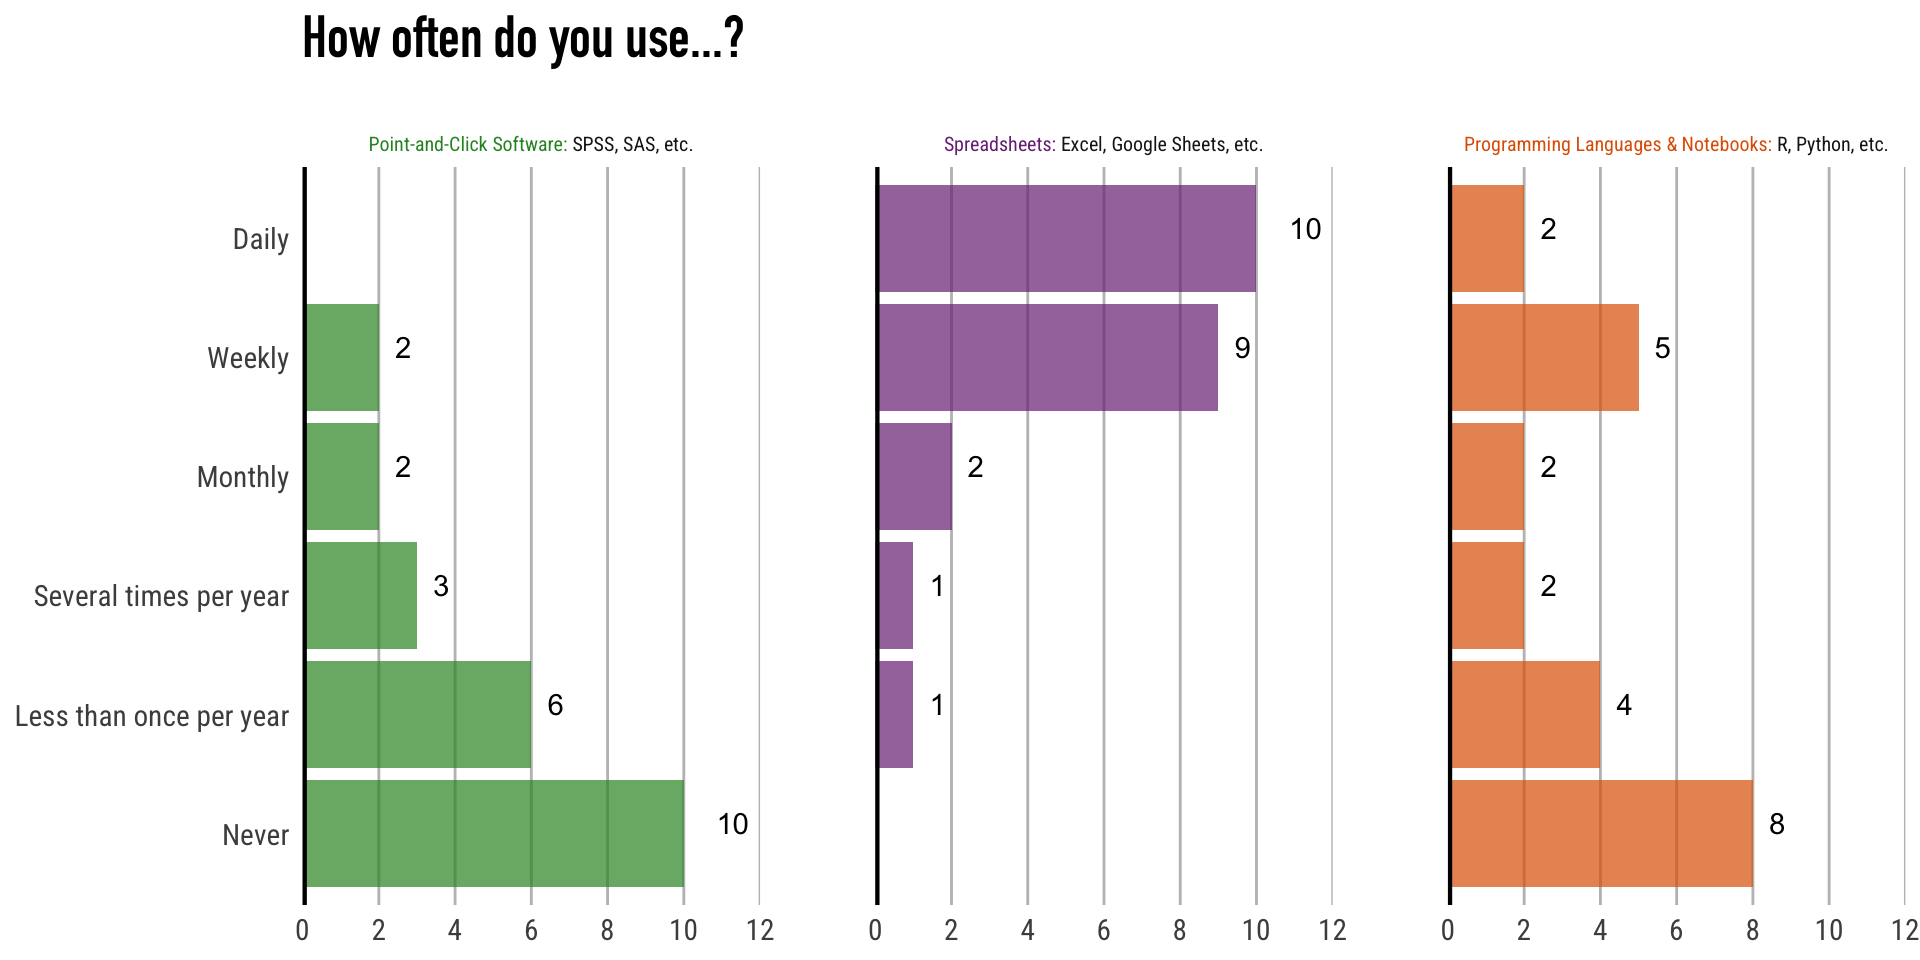 How often do you use...?
Point-and-Click Software: SPSS, SAS, etc.
Spreadsheets: Excel, Google Sheets, etc.
Programming Languages & Notebooks: R, Python, etc.
Daily 10 2
Weekly 2 9 5
Monthly 2 2 2
Several times per year 3 1 2
Less than once per year 6 1 4
Never 10 8
0 2 4 6 8 10 12 0 2 4 6 8 10 12 0 2 4 6 8 10 12